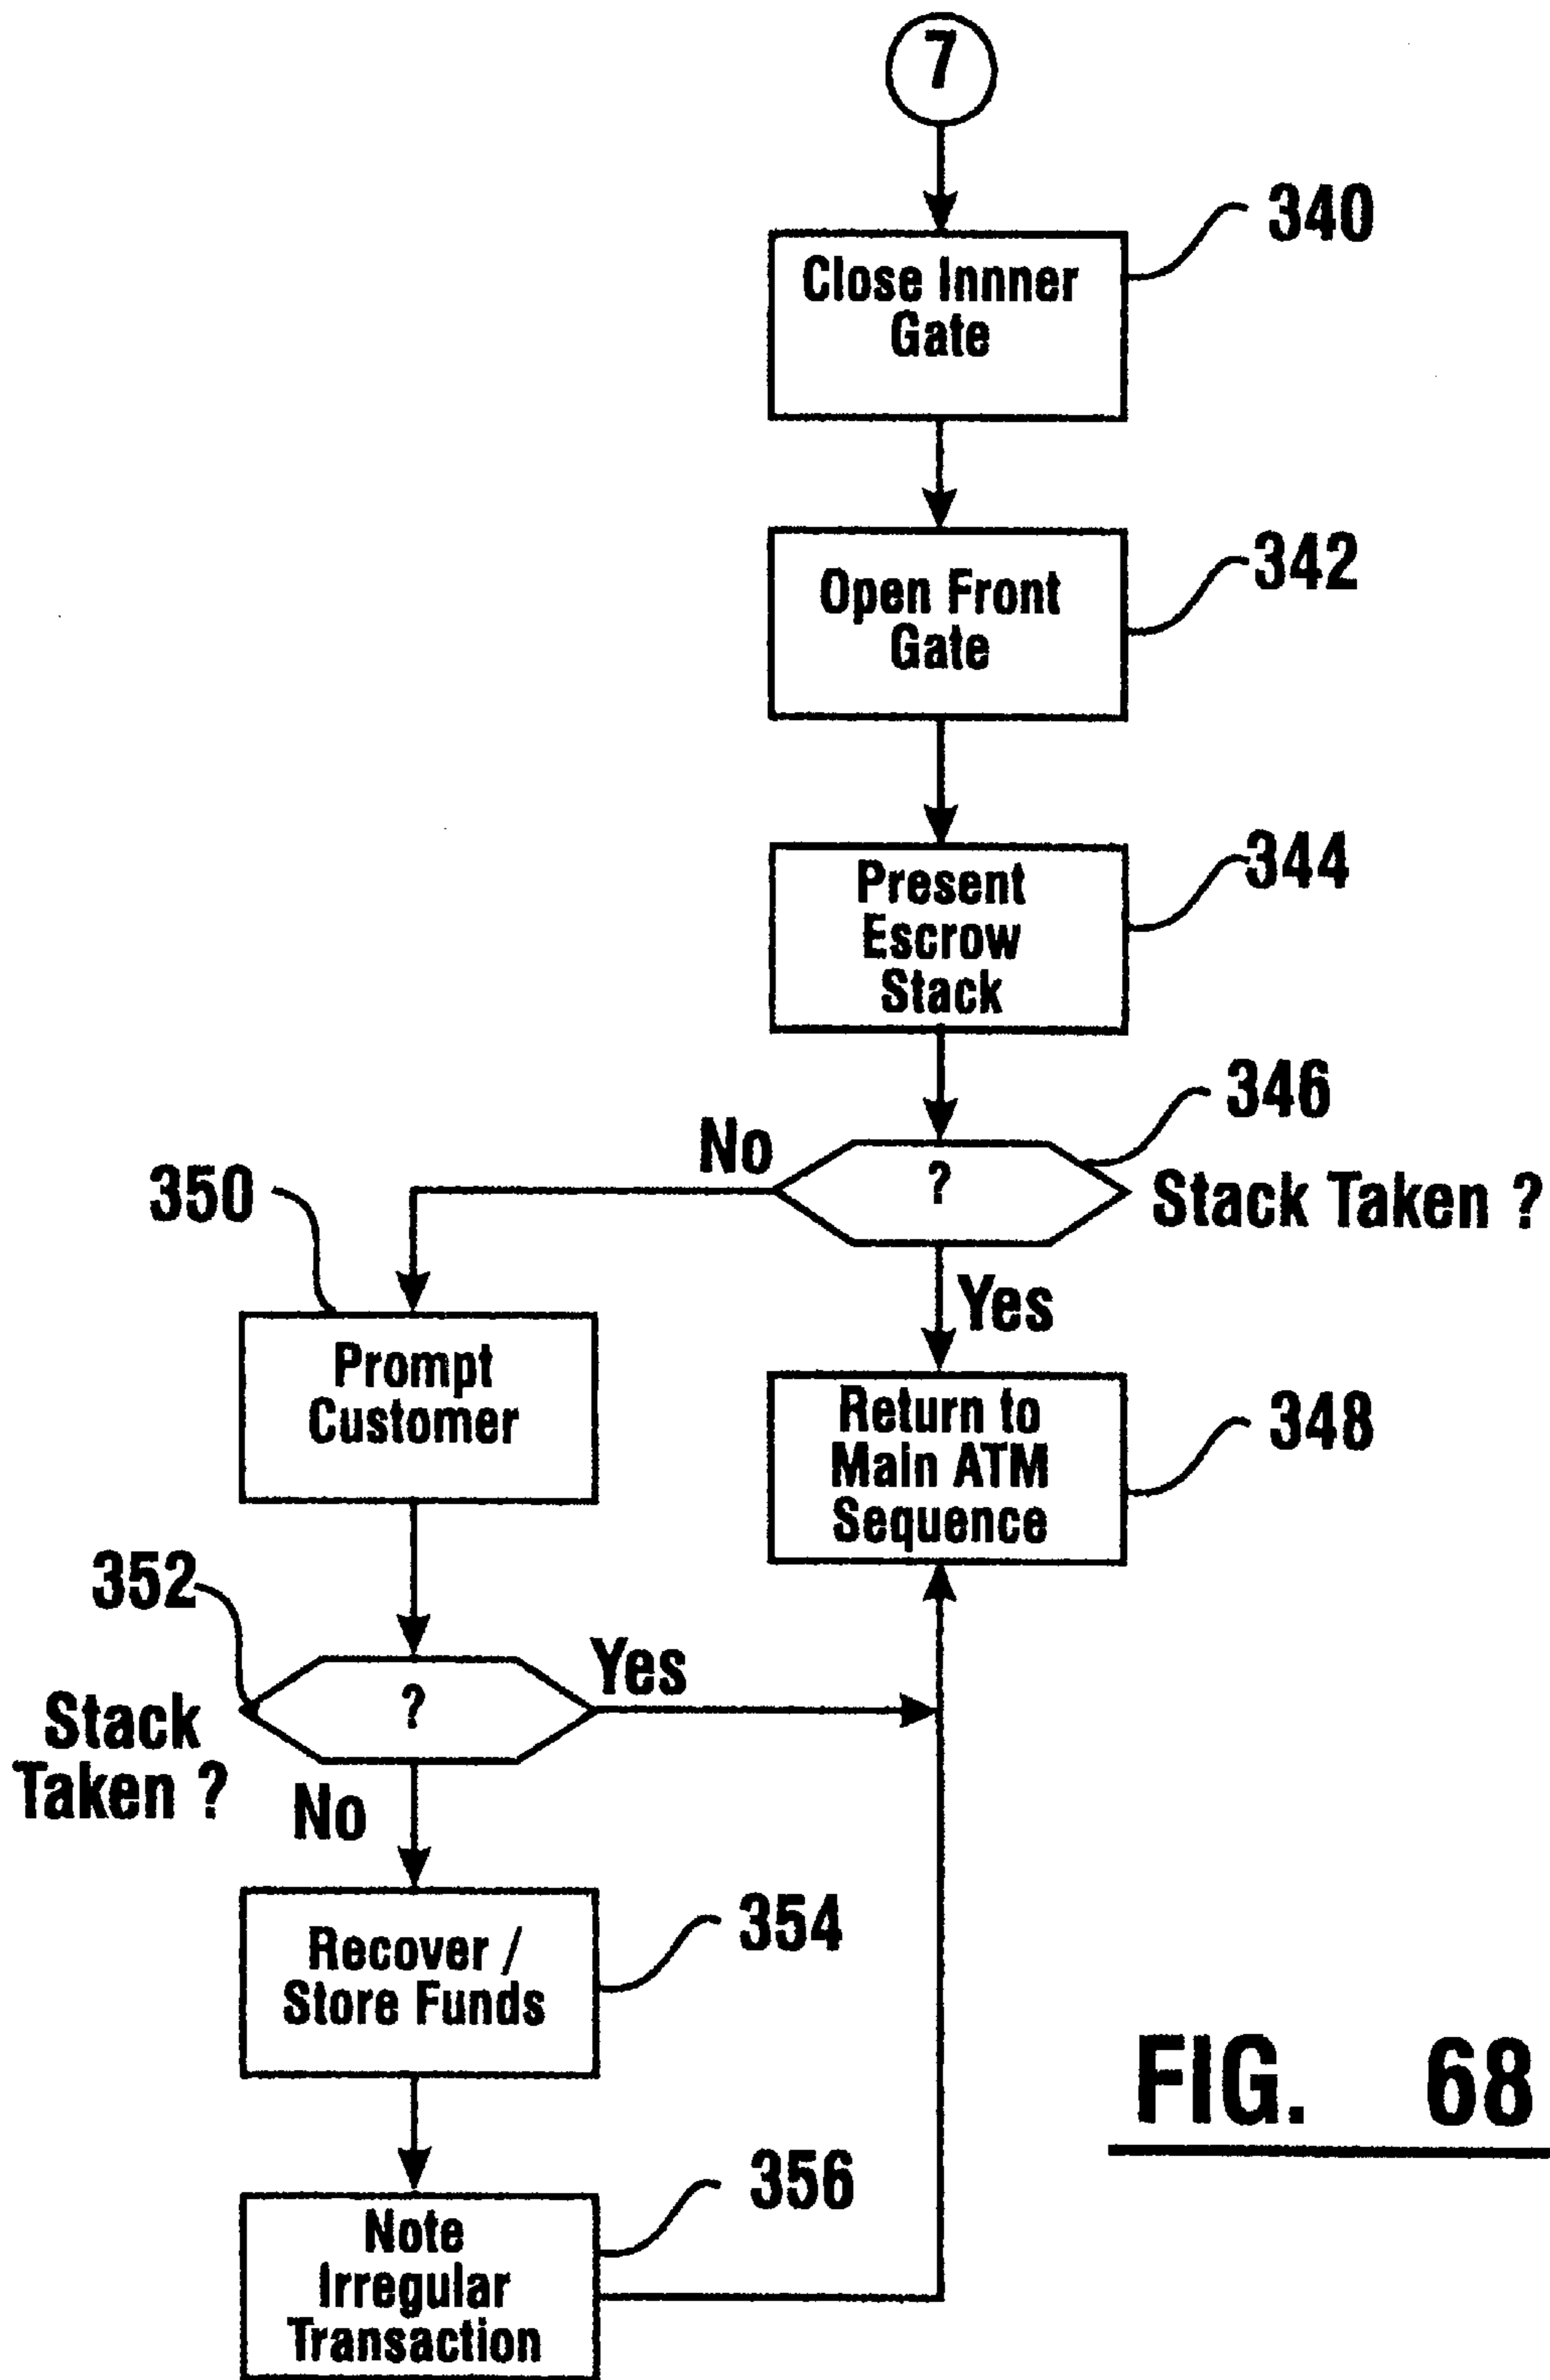 7
340
Close Innner
Gate
342
Open Front
Gate
344
Present
Escrow
Stack
346
No
?
Stack Taken ?
350
Yes
Prompt
Customer
Return to
Main ATM
Sequence
348
352
Yes
?
Stack
Taken ?
No
Recover /
Store Funds
354
356
Note
Irregular
Transaction
FIG. 68